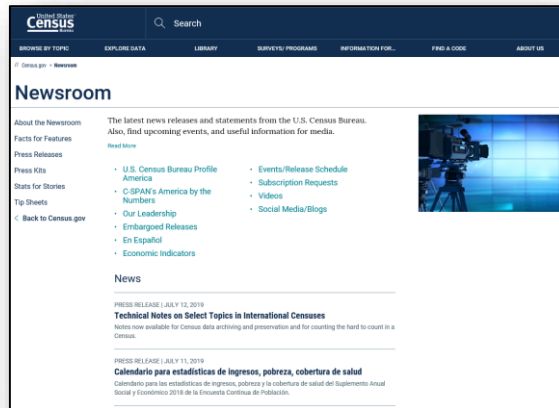 United States®
Census
Bureau
Search
BROWSE BY TOPIC
EXPLORE DATA
LIBRARY
SURVEYS/ PROGRAMS
INFORMATION FOR...
FIND A CODE
ABOUT US
// Census.gov > Newsroom
Newsroom
About the Newsroom
Facts for Features
Press Releases
Press Kits
Stats for Stories
Tip Sheets
< Back to Census.gov
The latest news releases and statements from the U.S. Census Bureau.
Also, find upcoming events, and useful information for media.
Read More
• U.S. Census Bureau Profile
America
• C-SPAN's America by the
Numbers
• Our Leadership
• Embargoed Releases
• En Español
• Economic Indicators
• Events/Release Schedule
• Subscription Requests
• Videos
• Social Media/Blogs
News
PRESS RELEASE | JULY 12, 2019
Technical Notes on Select Topics in International Censuses
Notes now available for Census data archiving and preservation and for counting the hard to count in a
Census.
PRESS RELEASE | JULY 11, 2019
Calendario para estadísticas de ingresos, pobreza, cobertura de salud
Calendario para las estadísticas de ingresos, pobreza y la cobertura de salud del Suplemento Anual
Social y Económico 2018 de la Encuesta Continua de Población.